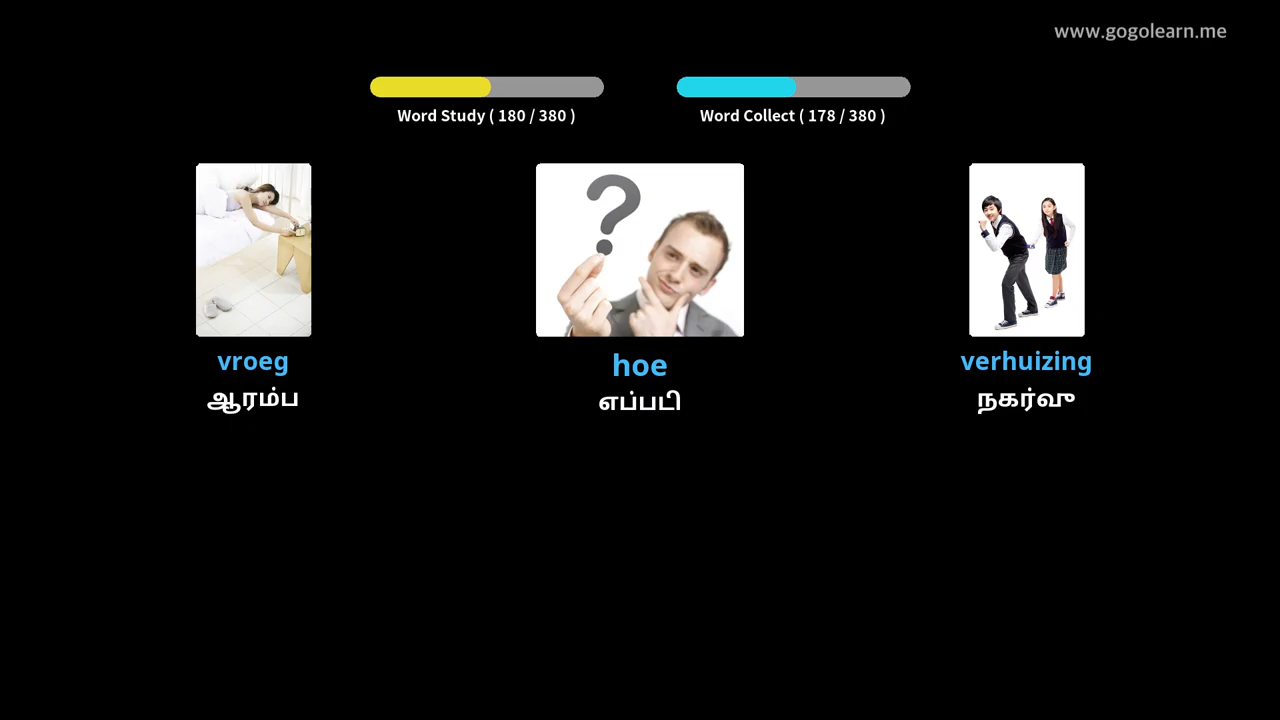 www.gogolearn.me
Word Study ( 180 / 380 )
Word Collect ( 178 / 380 )
vroeg
ஆரம்ப
hoe
எப்படி
verhuizing
நகர்வு